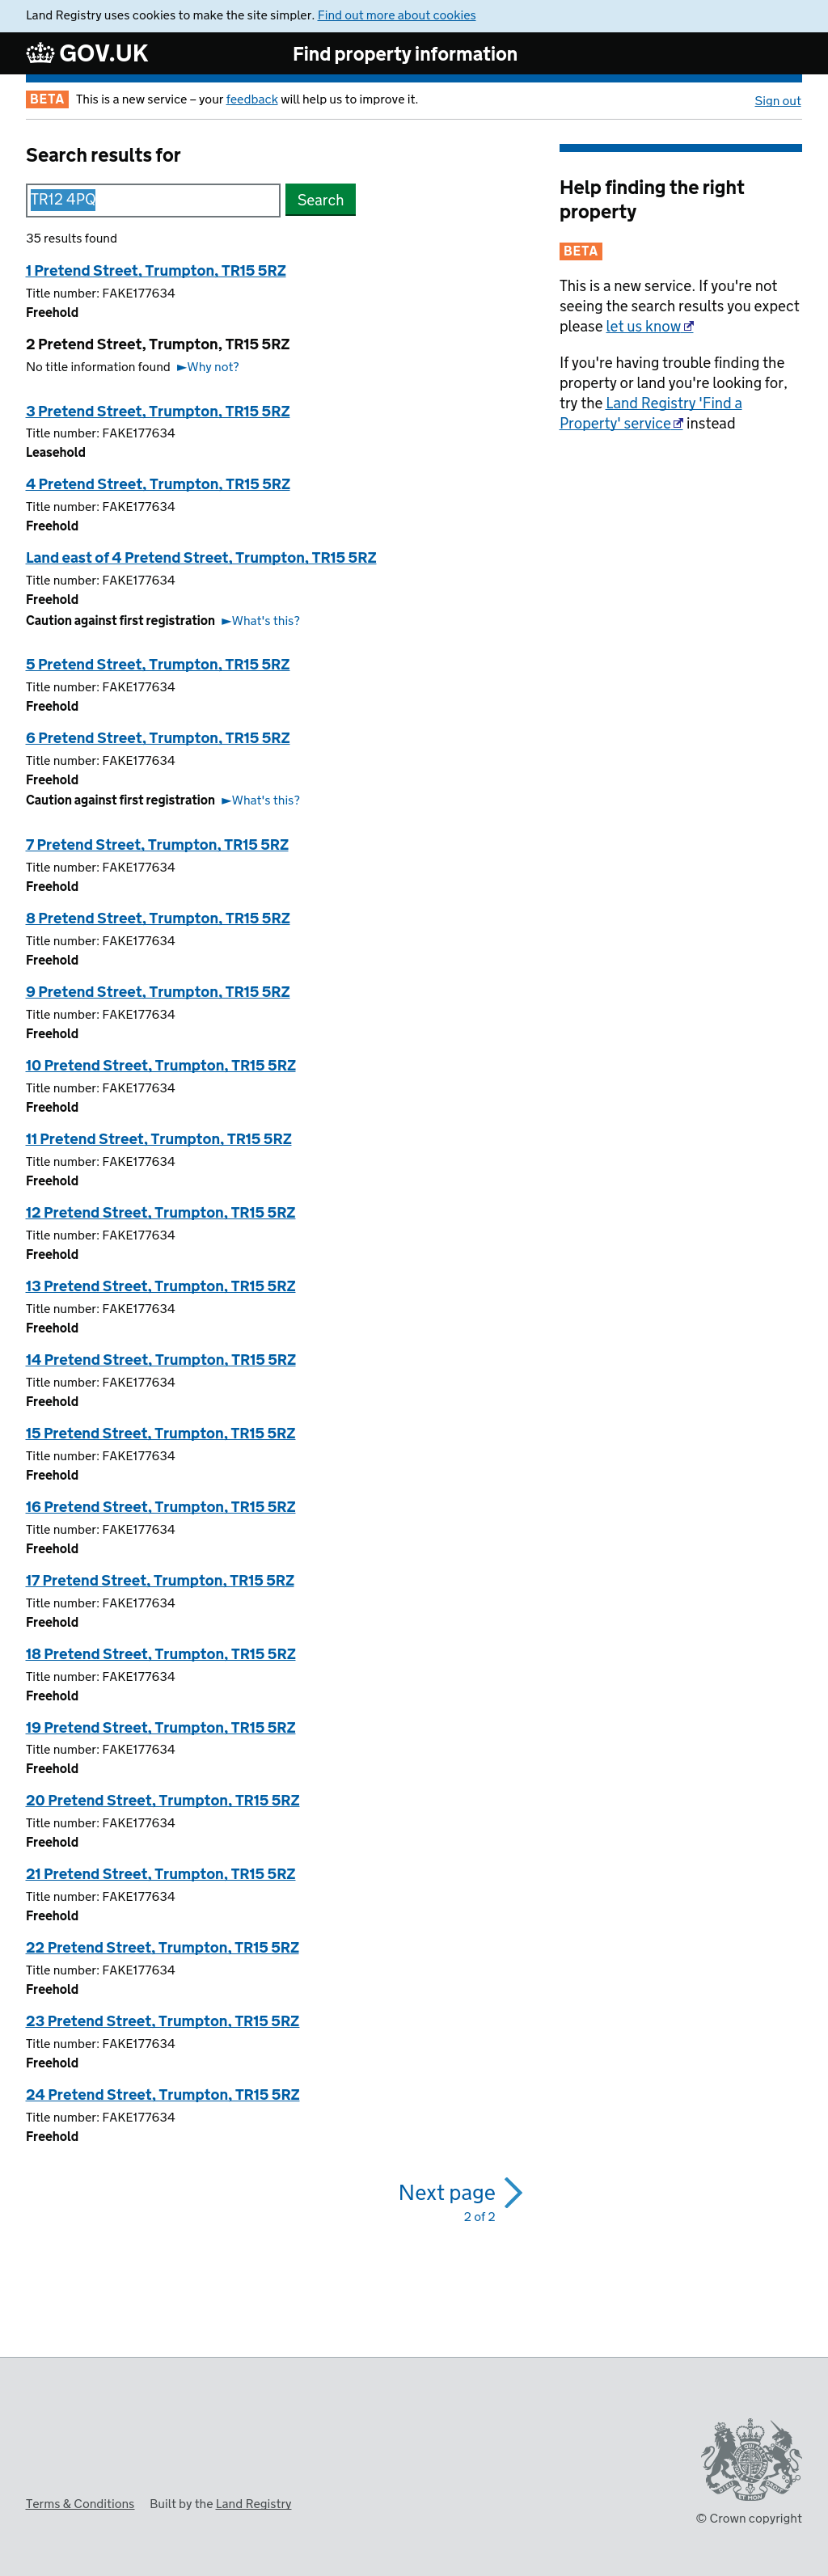 Land Registry uses cookies to make the site simpler. Find out more about cookies
GOV.UK
Find property information
BETA This is a new service – your feedback will help us to improve it.
Sign out
Search results for
TR12 4PQ
Search
35 results found
1 Pretend Street, Trumpton, TR15 5RZ
Title number: FAKE177634
Freehold
2 Pretend Street, Trumpton, TR15 5RZ
No title information found ►Why not?
3 Pretend Street, Trumpton, TR15 5RZ
Title number: FAKE177634
Leasehold
4 Pretend Street, Trumpton, TR15 5RZ
Title number: FAKE177634
Freehold
Land east of 4 Pretend Street, Trumpton, TR15 5RZ
Title number: FAKE177634
Freehold
Caution against first registration ►What's this?
5 Pretend Street, Trumpton, TR15 5RZ
Title number: FAKE177634
Freehold
6 Pretend Street, Trumpton, TR15 5RZ
Title number: FAKE177634
Freehold
Caution against first registration ►What's this?
7 Pretend Street, Trumpton, TR15 5RZ
Title number: FAKE177634
Freehold
8 Pretend Street, Trumpton, TR15 5RZ
Title number: FAKE177634
Freehold
9 Pretend Street, Trumpton, TR15 5RZ
Title number: FAKE177634
Freehold
10 Pretend Street, Trumpton, TR15 5RZ
Title number: FAKE177634
Freehold
11 Pretend Street, Trumpton, TR15 5RZ
Title number: FAKE177634
Freehold
12 Pretend Street, Trumpton, TR15 5RZ
Title number: FAKE177634
Freehold
13 Pretend Street, Trumpton, TR15 5RZ
Title number: FAKE177634
Freehold
14 Pretend Street, Trumpton, TR15 5RZ
Title number: FAKE177634
Freehold
15 Pretend Street, Trumpton, TR15 5RZ
Title number: FAKE177634
Freehold
16 Pretend Street, Trumpton, TR15 5RZ
Title number: FAKE177634
Freehold
17 Pretend Street, Trumpton, TR15 5RZ
Title number: FAKE177634
Freehold
18 Pretend Street, Trumpton, TR15 5RZ
Title number: FAKE177634
Freehold
19 Pretend Street, Trumpton, TR15 5RZ
Title number: FAKE177634
Freehold
20 Pretend Street, Trumpton, TR15 5RZ
Title number: FAKE177634
Freehold
21 Pretend Street, Trumpton, TR15 5RZ
Title number: FAKE177634
Freehold
22 Pretend Street, Trumpton, TR15 5RZ
Title number: FAKE177634
Freehold
23 Pretend Street, Trumpton, TR15 5RZ
Title number: FAKE177634
Freehold
24 Pretend Street, Trumpton, TR15 5RZ
Title number: FAKE177634
Freehold
Next page
2 of 2
Help finding the right
property
BETA
This is a new service. If you're not
seeing the search results you expect
please let us know
If you're having trouble finding the
property or land you're looking for,
try the Land Registry 'Find a
Property' service instead
Terms & Conditions Built by the Land Registry
© Crown copyright